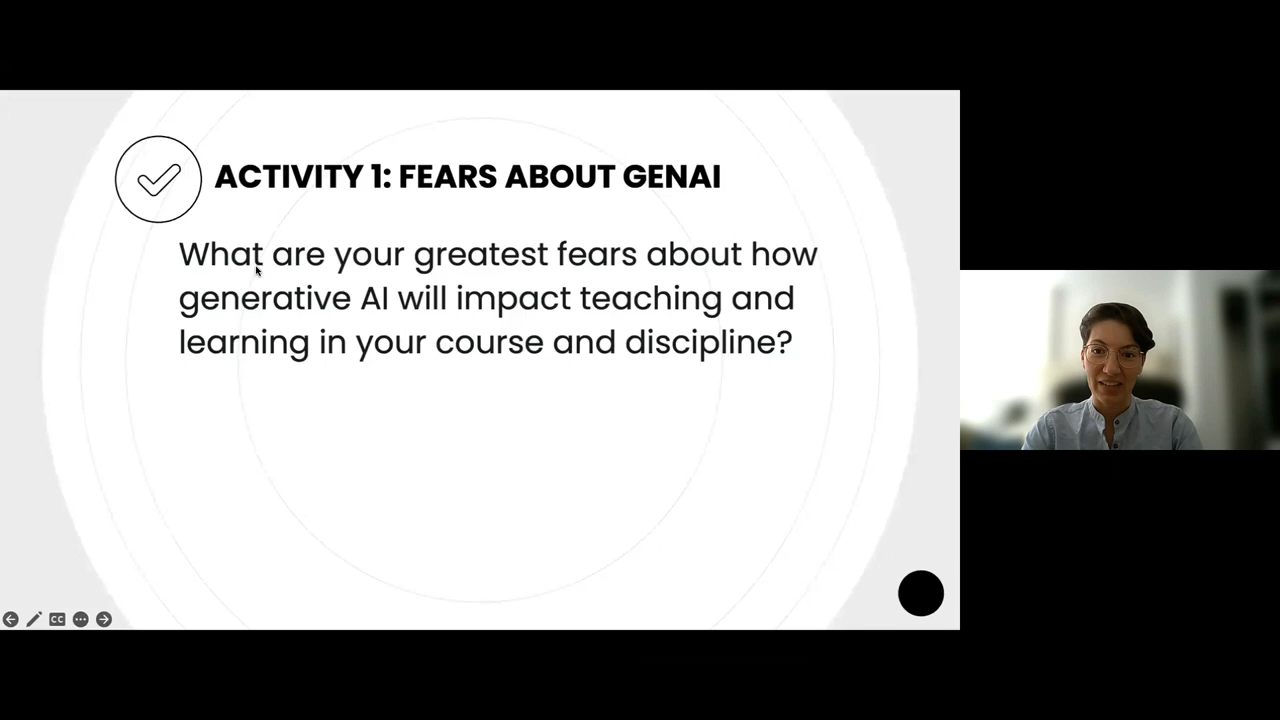 ACTIVITY 1: FEARS ABOUT GENAI
What are your greatest fears about how
generative AI will impact teaching and
learning in your course and discipline?
CC